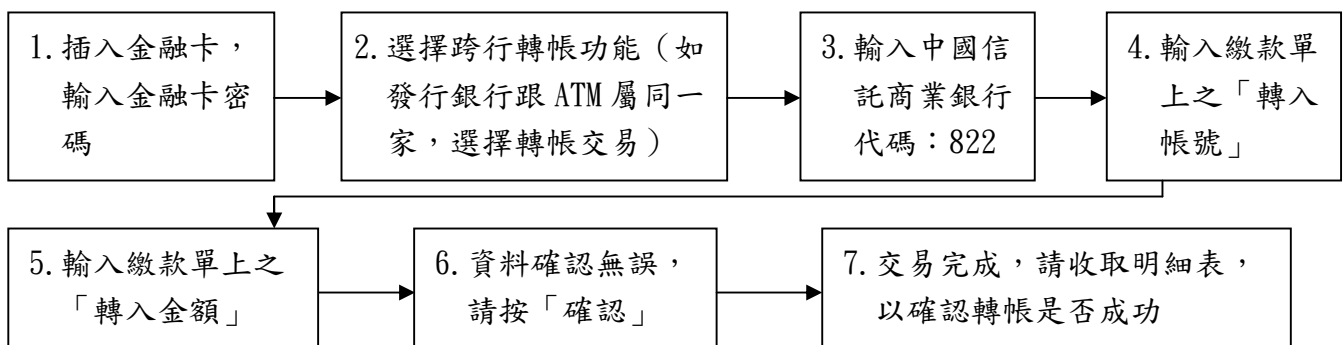 1.插入金融卡，
輸入金融卡密
碼
2.選擇跨行轉帳功能（如
發行銀行跟 ATM 屬同一
家，選擇轉帳交易）
3.輸入中國信
託商業銀行
代碼：822
4.輸入繳款單
上之「轉入
帳號」
5.輸入繳款單上之
「轉入金額」
6.資料確認無誤，
請按「確認」
7.交易完成，請收取明細表，
以確認轉帳是否成功